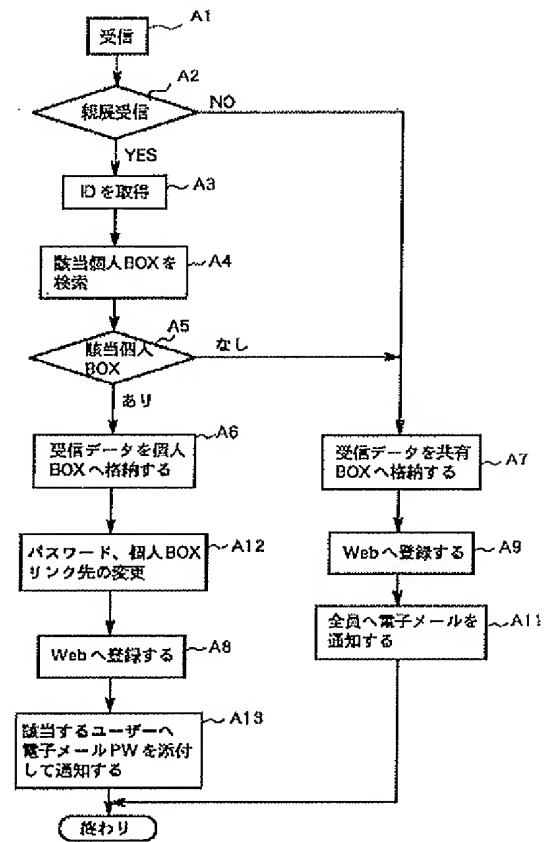 A1
受信
A2
親展受信
NO
YES
IDを取得
A3
該当個人BOXを
検索
A4
A5
該当個人
BOX
なし
あり
A6
受信データを個人
BOXへ格納する
受信データを共有
BOXへ格納する
A7
パスワード、個人BOX
リンク先の変更
A12
Webへ登録する
A9
Webへ登録する
A8
全員へ電子メールを
通知する
A11
該当するユーザーへ
電子メールPWを添付
して通知する
A13
終わり